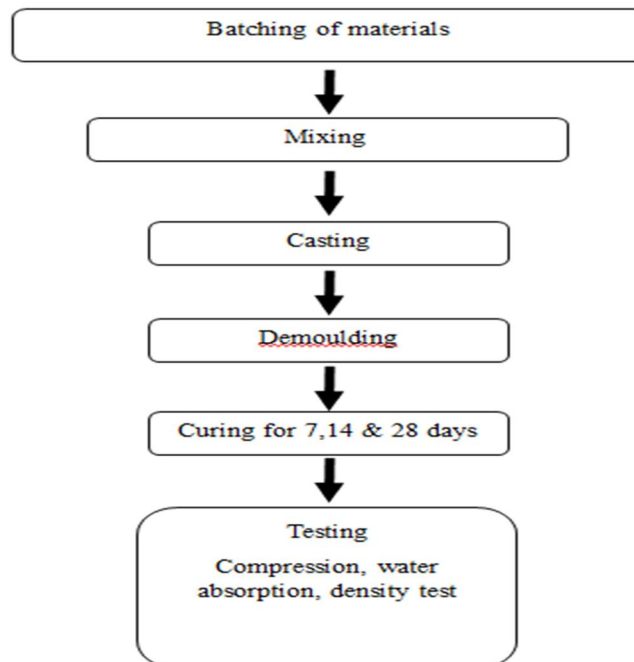 Batching of materials
Mixing
Casting
Demoulding
Curing for 7,14 & 28 days
Testing
Compression, water
absorption, density test